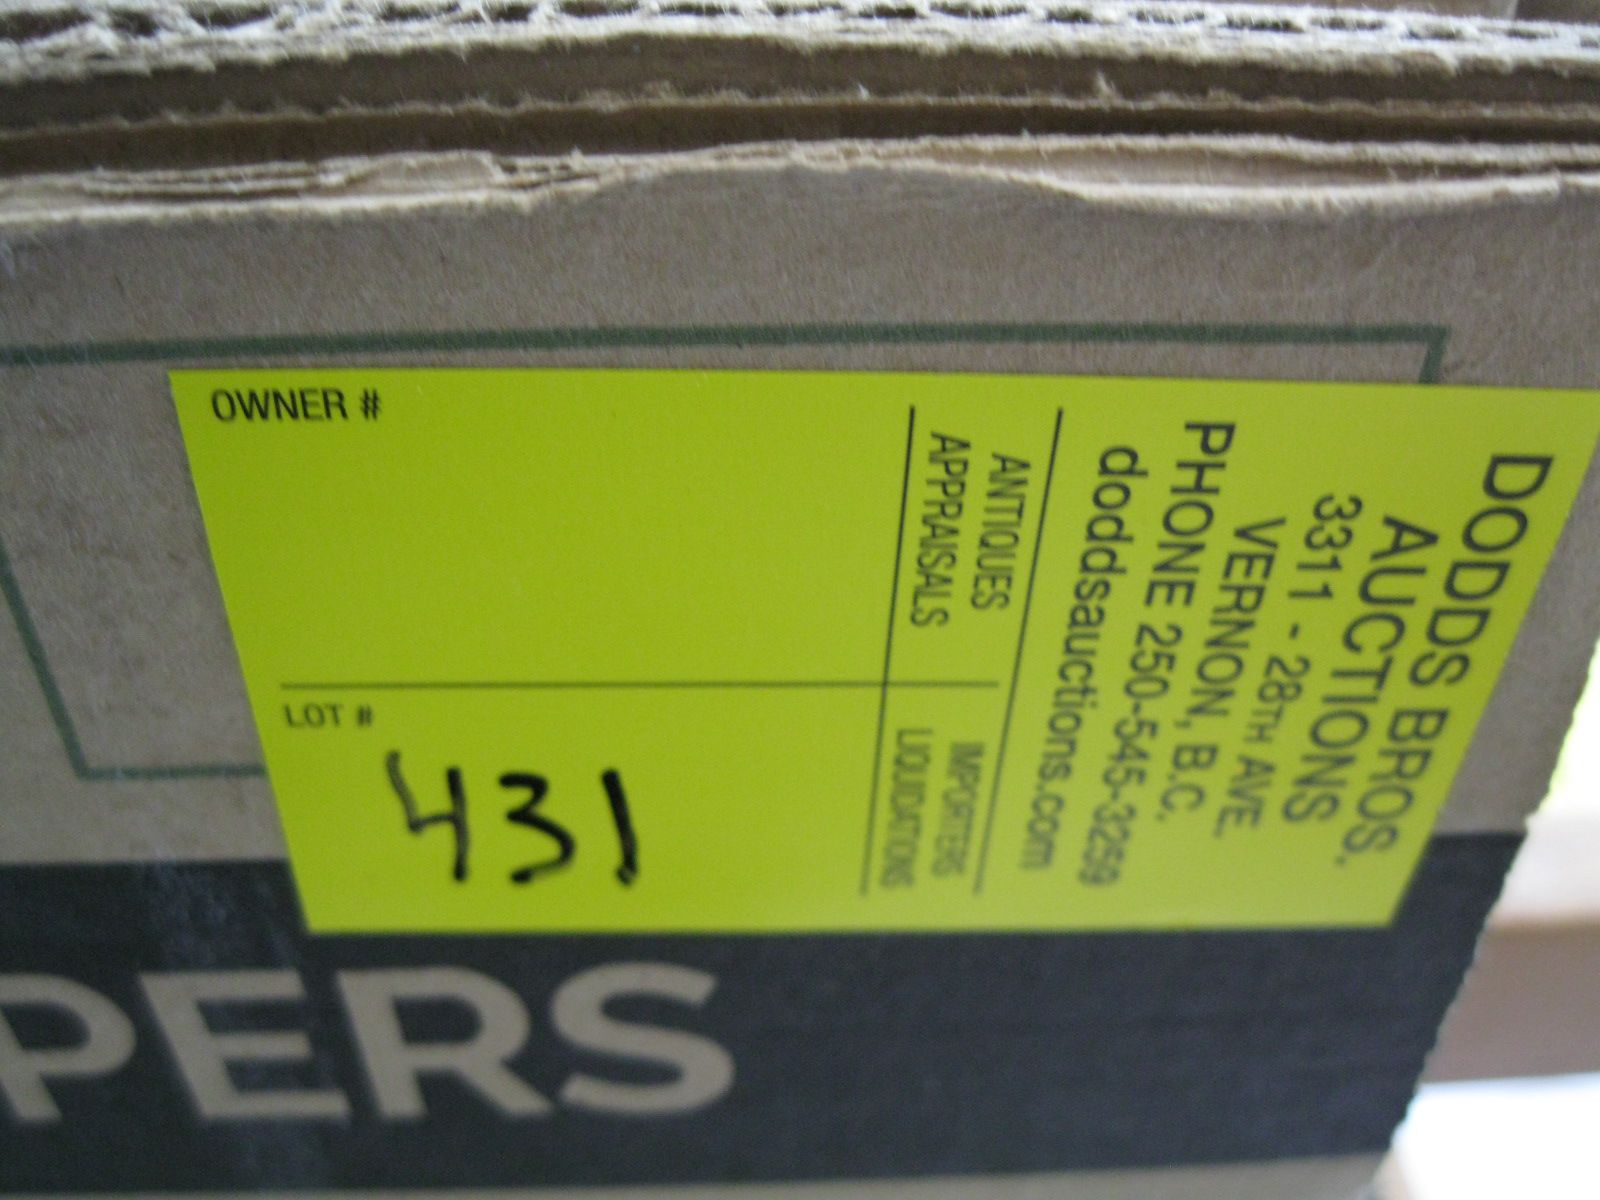 OWNER #
LOT #
431
DODDS BROS.
AUCTIONS
3311 - 28TH AVE.
VERNON, B.C.
PHONE 250-545-3259
doddsauctions.com
ANTIQUES IMPORTERS
APPRAISALS LIQUIDATIONS
PERS